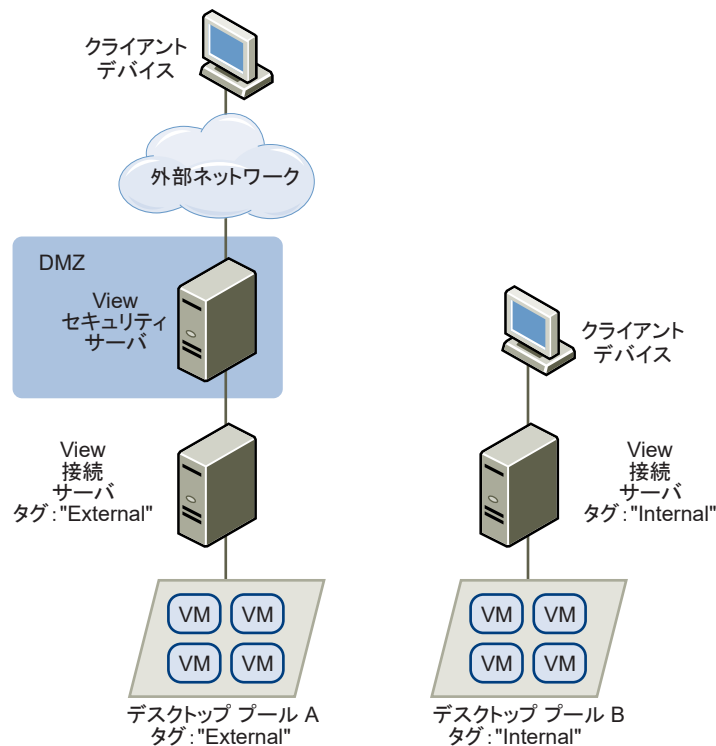 クライアント
デバイス
外部ネットワーク
DMZ
View
セキュリティ
サーバ
View
接続
サーバ
タグ："External"
VM VM
VM VM
デスクトップ プール A
タグ："External"
クライアント
デバイス
View
接続
サーバ
タグ："Internal"
VM VM
VM VM
デスクトップ プール B
タグ："Internal"